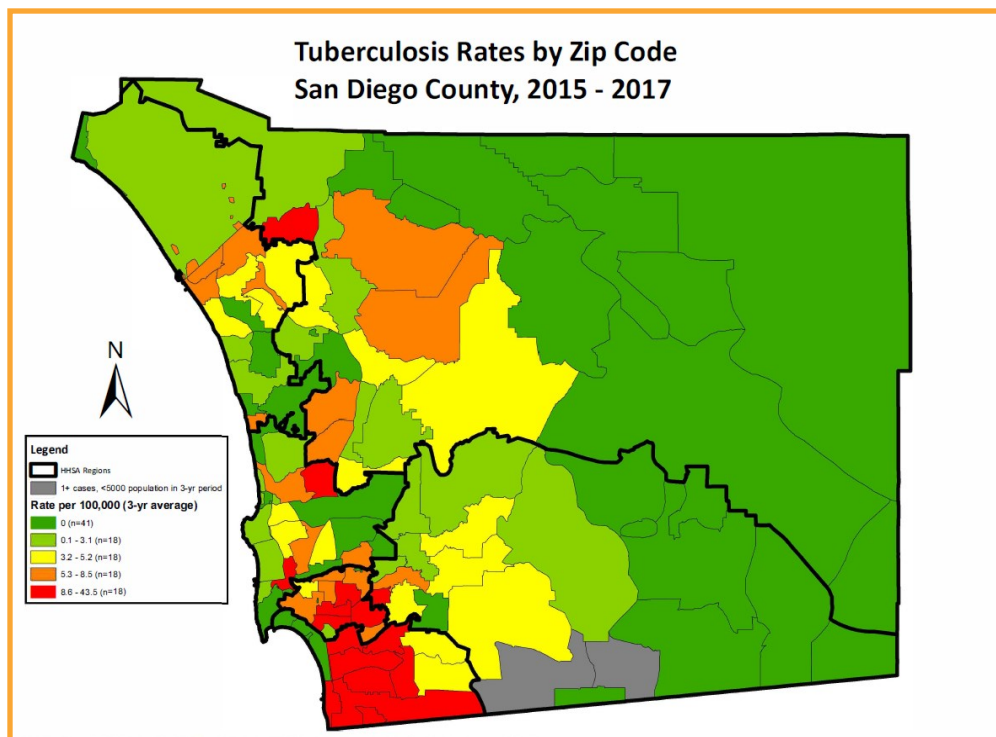 Tuberculosis Rates by Zip Code
San Diego County, 2015 - 2017
N
Legend
HHSA Regions
1+ cases, <5000 population in 3-yr period
Rate per 100,000 (3-yr average)
0 (n=41)
0.1 - 3.1 (n=18)
3.2 - 5.2 (n=18)
5.3 - 8.5 (n=18)
8.6 - 43.5 (n=18)